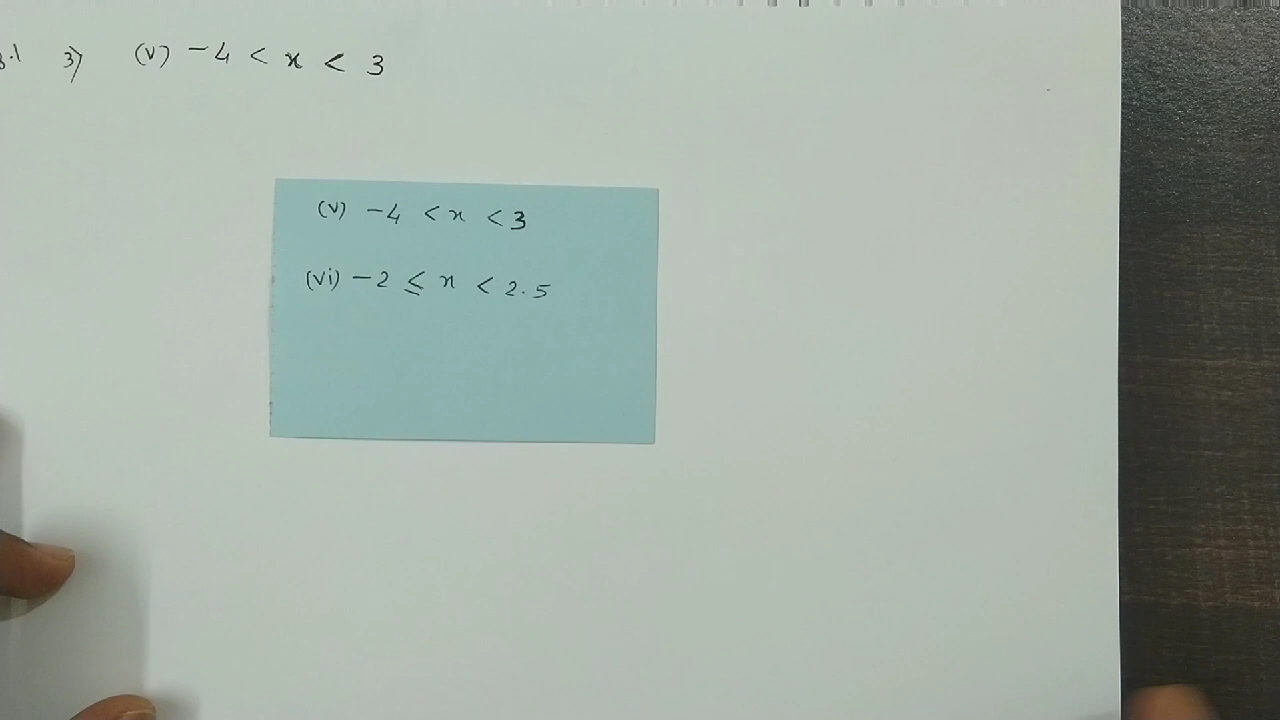 3) (v) -4 < x < 3
(v) -4 < x < 3
(vi) -2 ≤ x < 2.5